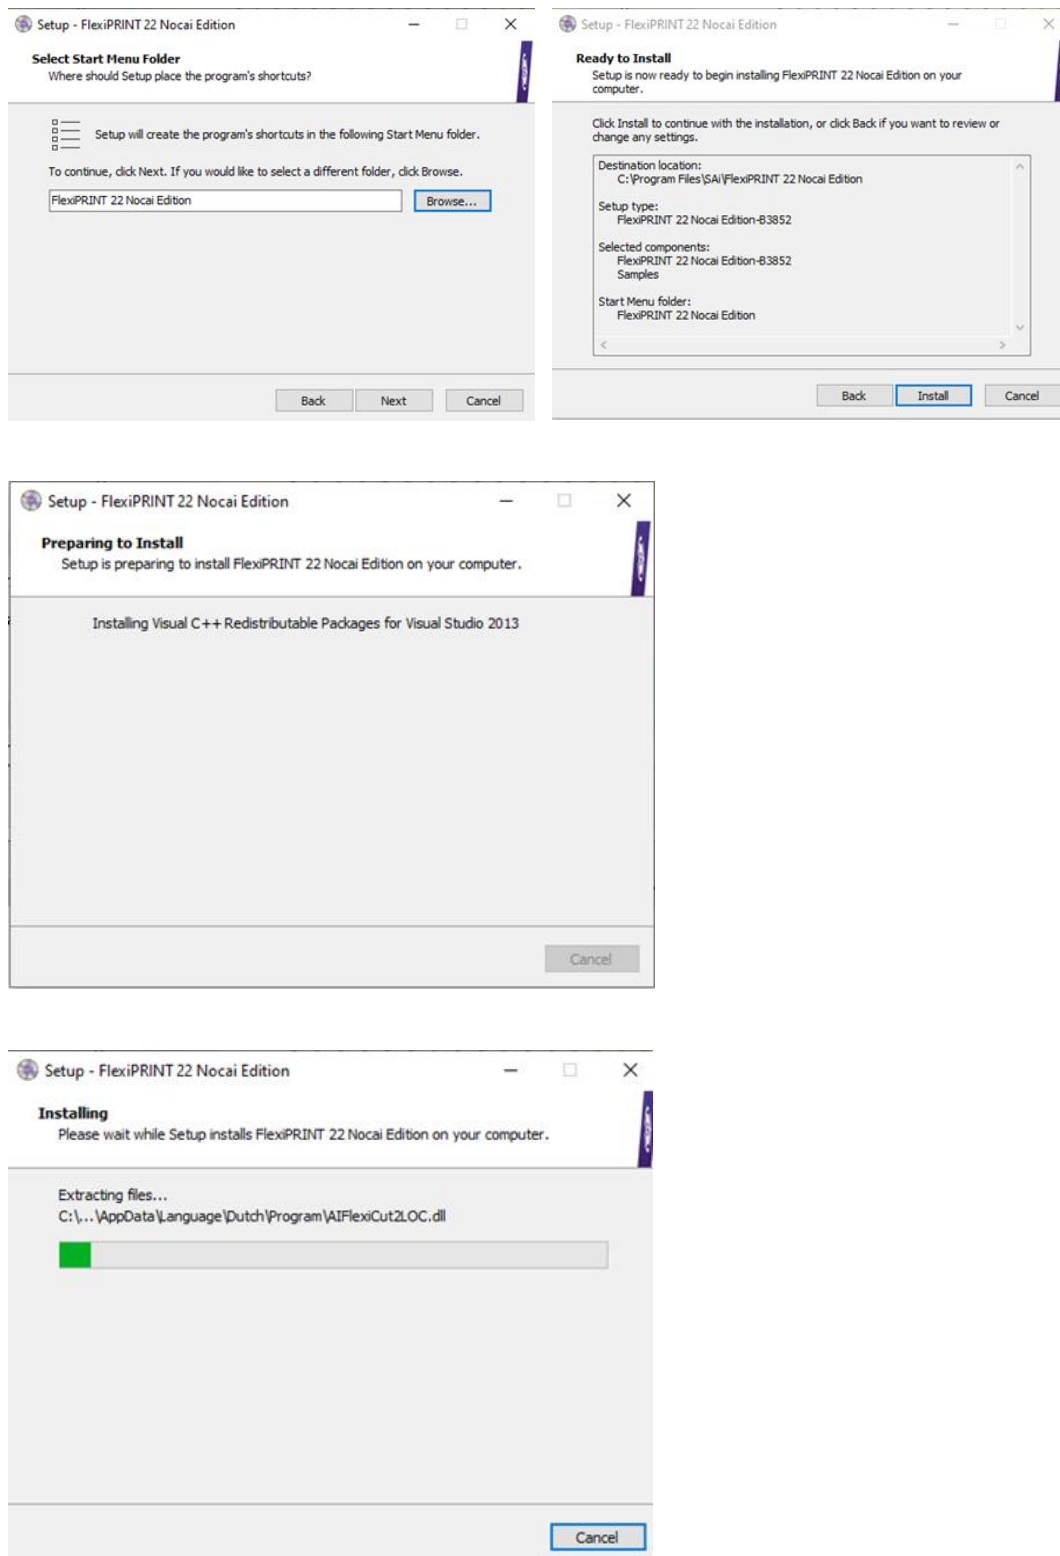 Setup - FlexiPRINT 22 Nocai Edition
Select Start Menu Folder
Where should Setup place the program's shortcuts?
Setup will create the program's shortcuts in the following Start Menu folder.
To continue, click Next. If you would like to select a different folder, click Browse.
FlexiPRINT 22 Nocai Edition
Browse...
Back
Next
Cancel
Setup - FlexiPRINT 22 Nocai Edition
Ready to Install
Setup is now ready to begin installing FlexiPRINT 22 Nocai Edition on your
computer.
Click Install to continue with the installation, or click Back if you want to review or
change any settings.
Destination location:
C:\Program Files\SAi\FlexiPRINT 22 Nocai Edition
Setup type:
FlexiPRINT 22 Nocai Edition-B3852
Selected components:
FlexiPRINT 22 Nocai Edition-B3852
Samples
Start Menu folder:
FlexiPRINT 22 Nocai Edition
Back
Install
Cancel
Setup - FlexiPRINT 22 Nocai Edition
Preparing to Install
Setup is preparing to install FlexiPRINT 22 Nocai Edition on your computer.
Installing Visual C++ Redistributable Packages for Visual Studio 2013
Cancel
Setup - FlexiPRINT 22 Nocai Edition
Installing
Please wait while Setup installs FlexiPRINT 22 Nocai Edition on your computer.
Extracting files...
C:\...\AppData\Language\Dutch\Program\AIFlexiCut2LOC.dll
Cancel